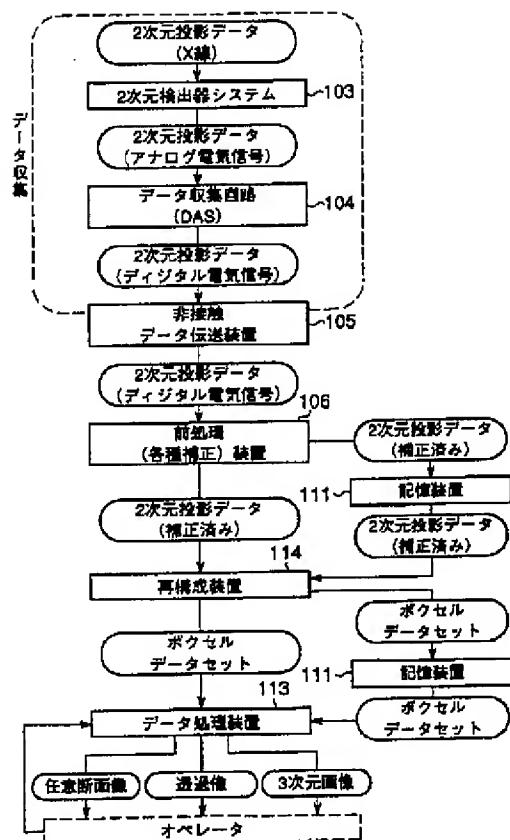 2次元投影データ
(X線)
2次元検出器システム
103
データ収集
2次元投影データ
(アナログ電気信号)
データ収集回路
(DAS)
104
2次元投影データ
(ディジタル電気信号)
非接触
データ伝送装置
105
2次元投影データ
(ディジタル電気信号)
106
前処理
(各種補正)装置
2次元投影データ
(補正済み)
111
記憶装置
2次元投影データ
(補正済み)
2次元投影データ
(補正済み)
114
再構成装置
ボクセル
データセット
ボクセル
データセット
111
記憶装置
ボクセル
データセット
113
データ処理装置
任意断面像
透過像
3次元画像
オペレータ